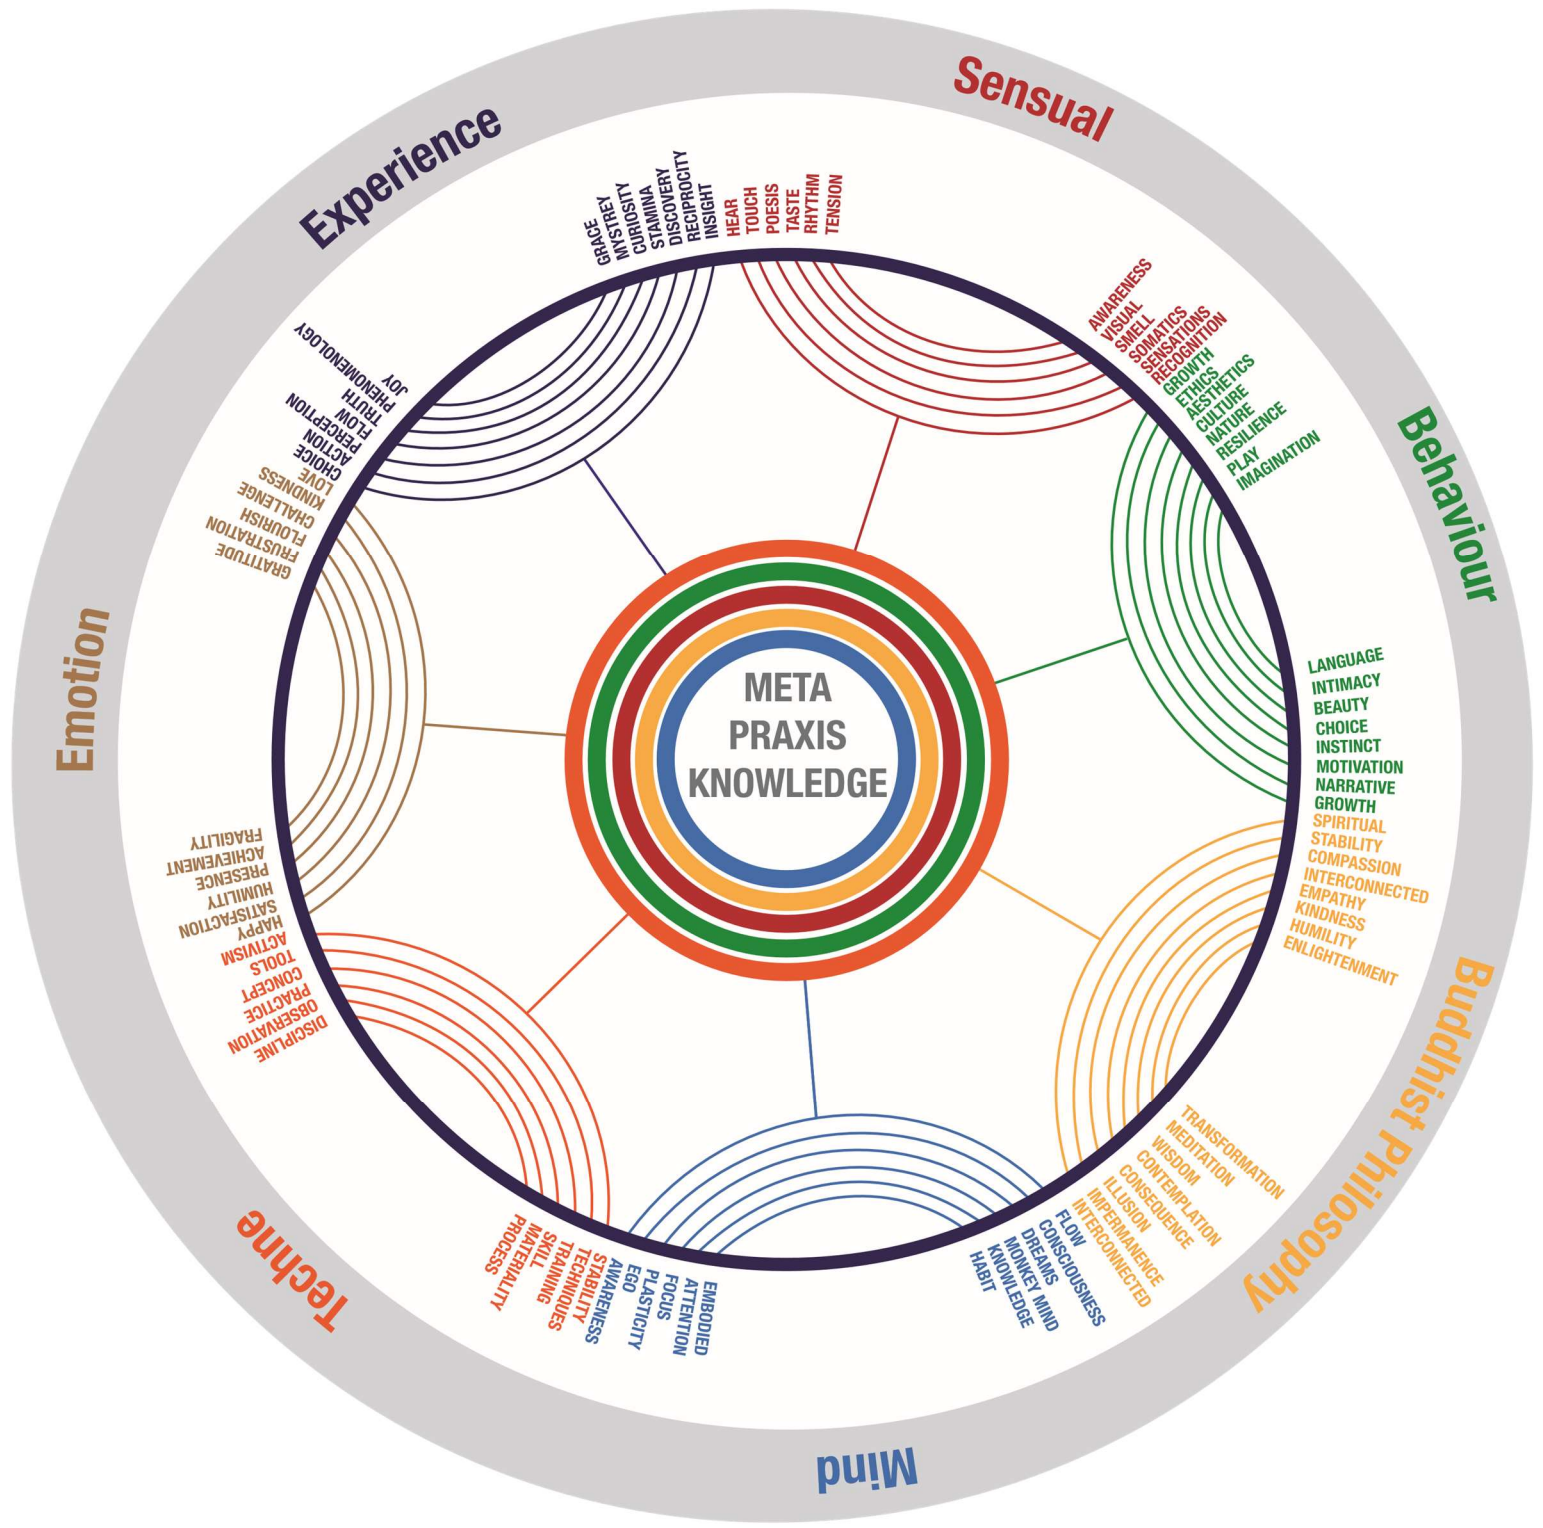 META
PRAXIS
KNOWLEDGE
Sensual
HEAR
TOUCH
POESIS
TASTE
RHYTHM
TENSION
AWARENESS
VISUAL
SMELL
SOMATICS
SENSATIONS
RECOGNITION
Behaviour
GROWTH
ETHICS
AESTHETICS
CULTURE
NATURE
RESILIENCE
PLAY
IMAGINATION
LANGUAGE
INTIMACY
BEAUTY
CHOICE
INSTINCT
MOTIVATION
NARRATIVE
GROWTH
Buddhist Philosophy
SPIRITUAL
STABILITY
COMPASSION
INTERCONNECTED
EMPATHY
KINDNESS
HUMILITY
ENLIGHTENMENT
TRANSFORMATION
MEDITATION
WISDOM
CONTEMPLATION
CONSEQUENCE
ILLUSION
IMPERMANENCE
INTERCONNECTED
Mind
FLOW
CONSCIOUSNESS
DREAMS
MONKEY MIND
KNOWLEDGE
HABIT
EMBODIED
ATTENTION
FOCUS
PLASTICITY
EGO
AWARENESS
Techne
STABILITY
TECHNIQUES
TRAINING
SKILL
MATERIALITY
PROCESS
DISCIPLINE
OBSERVATION
PRACTICE
CONCEPT
TOOLS
ACTIVISM
Emotion
HAPPY
SATISFACTION
HUMILITY
PRESENCE
ACHIEVEMENT
FRAGILITY
GRATITUDE
FRUSTRATION
FLOURISH
CHALLENGE
KINDNESS
LOVE
Experience
CHOICE
ACTION
PERCEPTION
FLOW
TRUTH
PHENOMENOLOGY
JOY
GRACE
MYSTREY
CURIOSITY
STAMINA
DISCOVERY
RECIPROCITY
INSIGHT